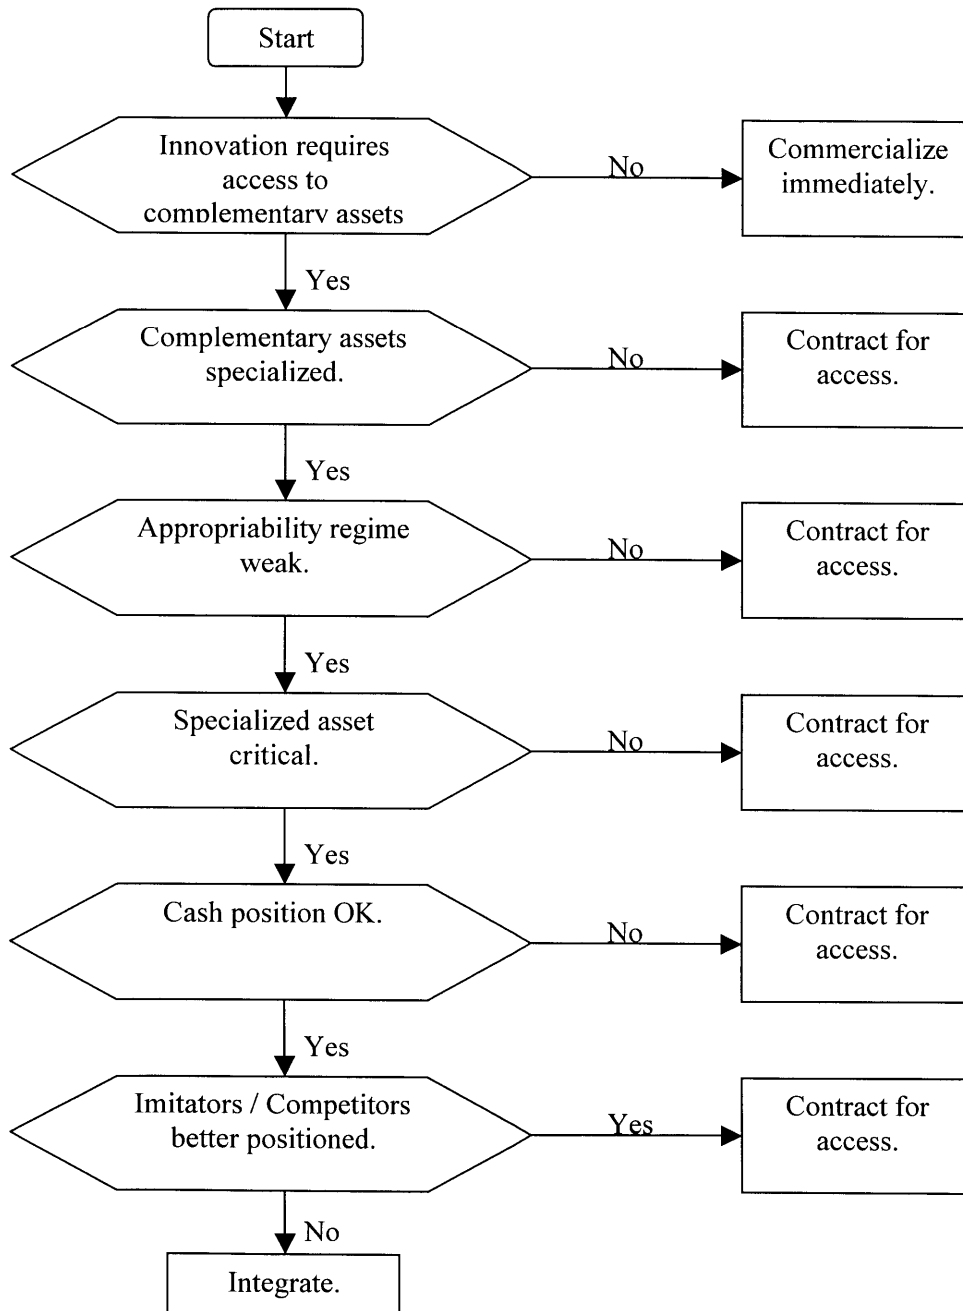 Start
Innovation requires
access to
complementary assets
No
Commercialize
immediately.
Yes
Complementary assets
specialized.
No
Contract for
access.
Yes
Appropriability regime
weak.
No
Contract for
access.
Yes
Specialized asset
critical.
No
Contract for
access.
Yes
Cash position OK.
No
Contract for
access.
Yes
Imitators / Competitors
better positioned.
Yes
Contract for
access.
No
Integrate.